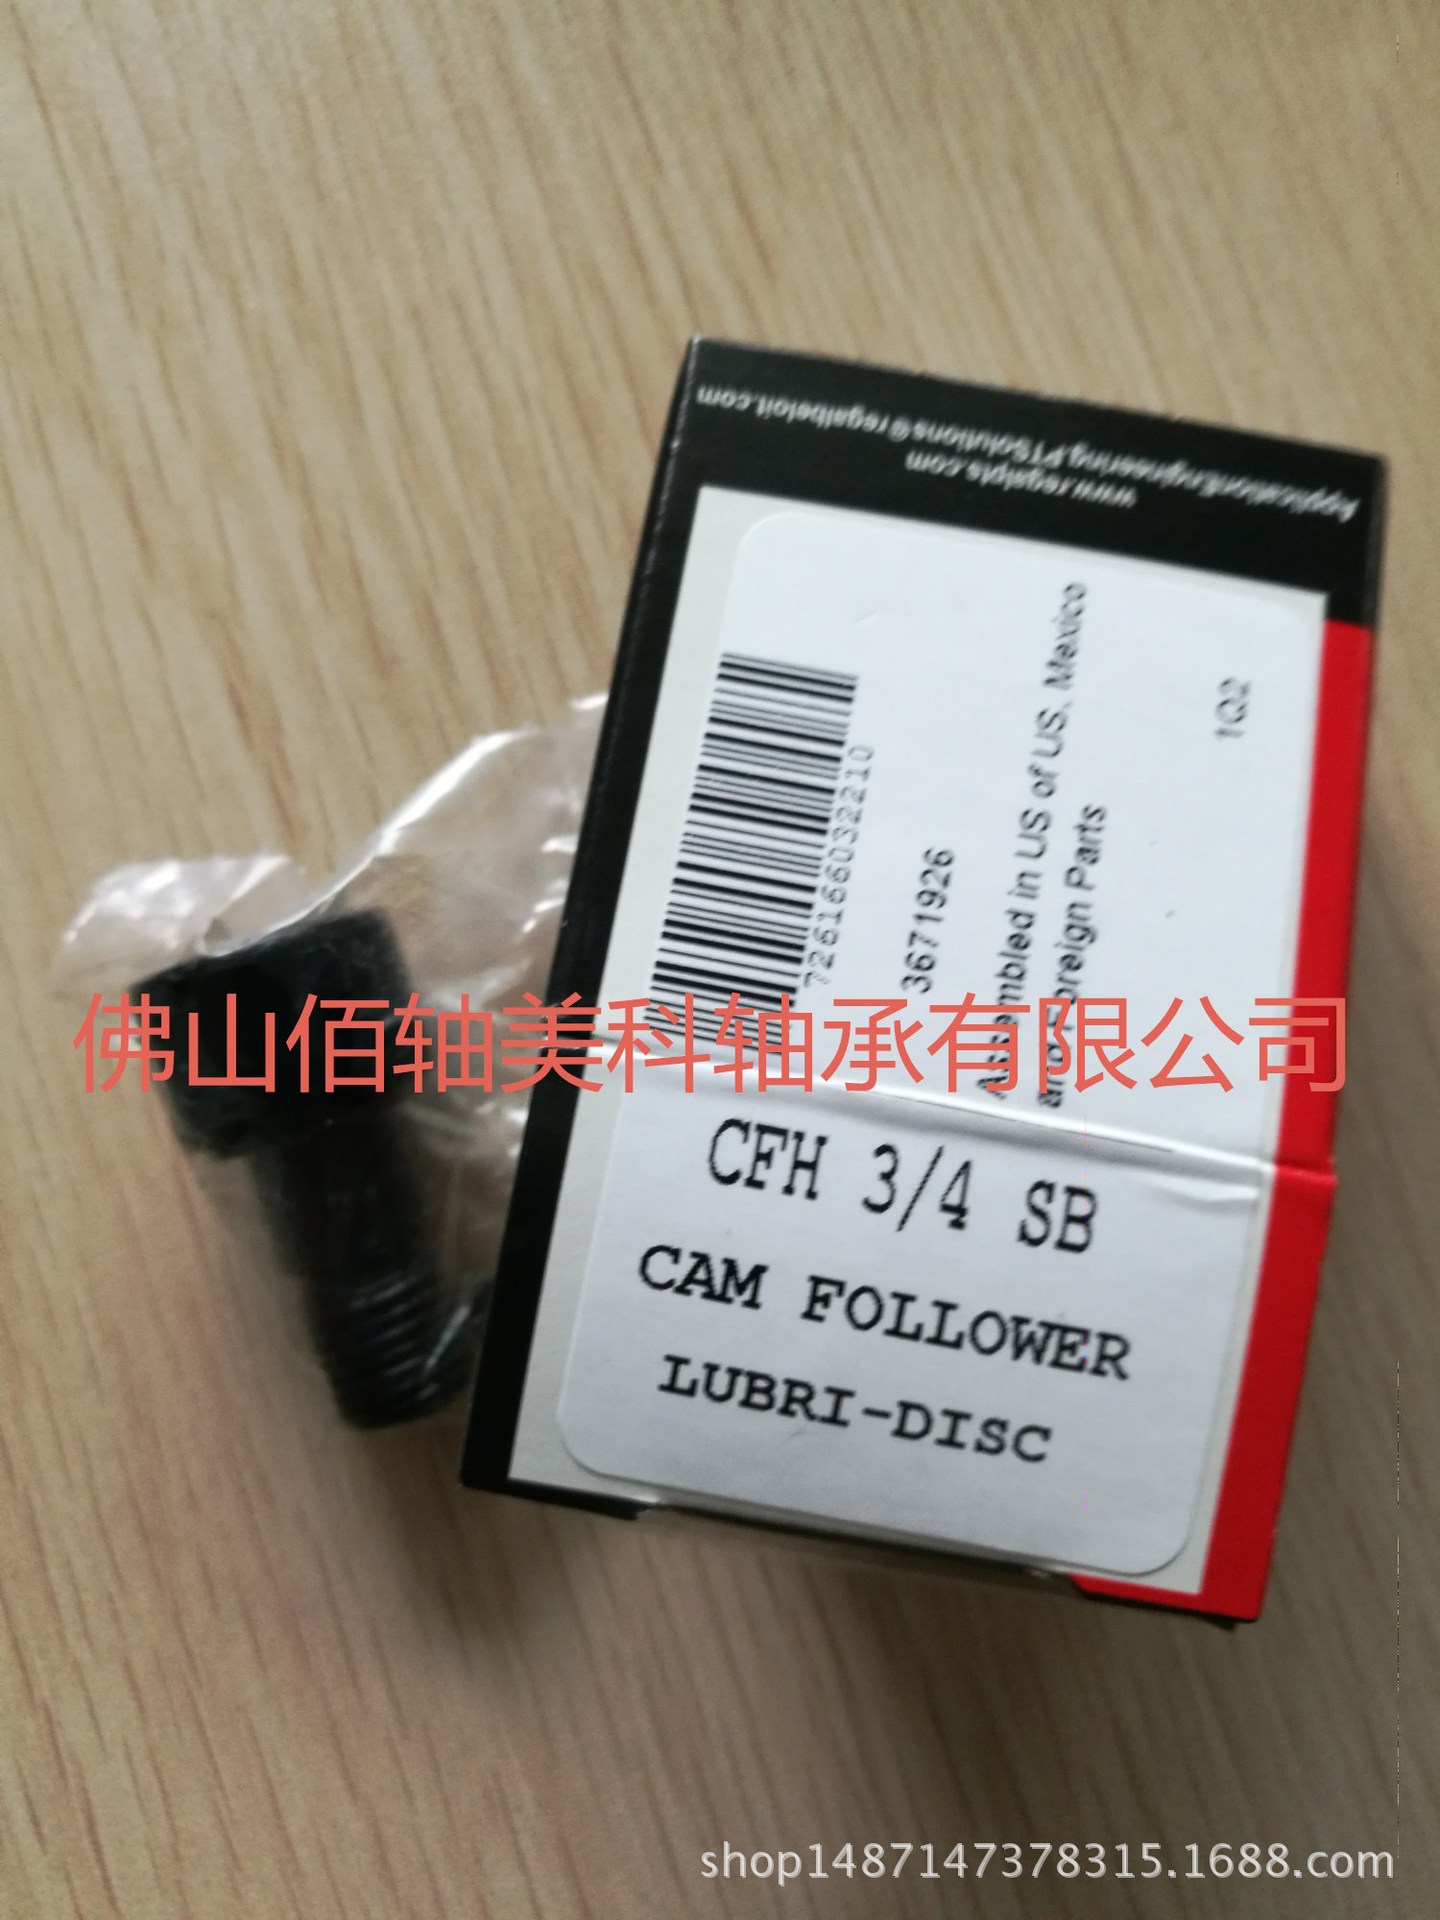 ApplicationEngineering.PTSolutions@regalbeloit.com
www.regalpts.com
726166032210
3671926
Assembled in US of US, Mexico
and Foreign Parts
1Q2
佛山佰轴美科轴承有限公司
CFH 3/4 SB
CAM FOLLOWER
LUBRI-DISC
shop1487147378315.1688.com